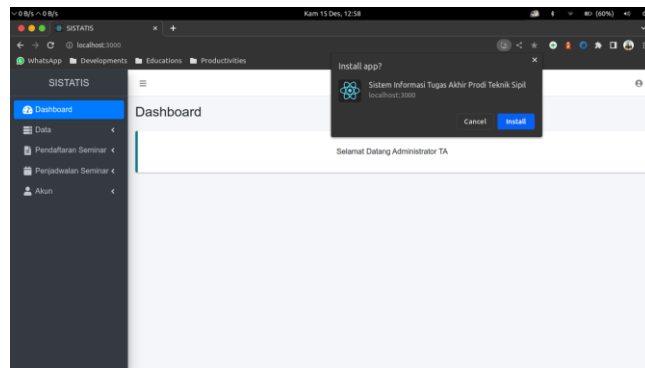 0 B/s ^ 0 B/s
Kam 15 Des, 12:58
(60%)
SISTATIS
localhost:3000
WhatsApp
Developments
Educations
Productivities
Install app?
Sistem Informasi Tugas Akhir Prodi Teknik Sipil
localhost:3000
Cancel
Install
SISTATIS
Dashboard
Data
Pendaftaran Seminar
Penjadwalan Seminar
Akun
Dashboard
Selamat Datang Administrator TA